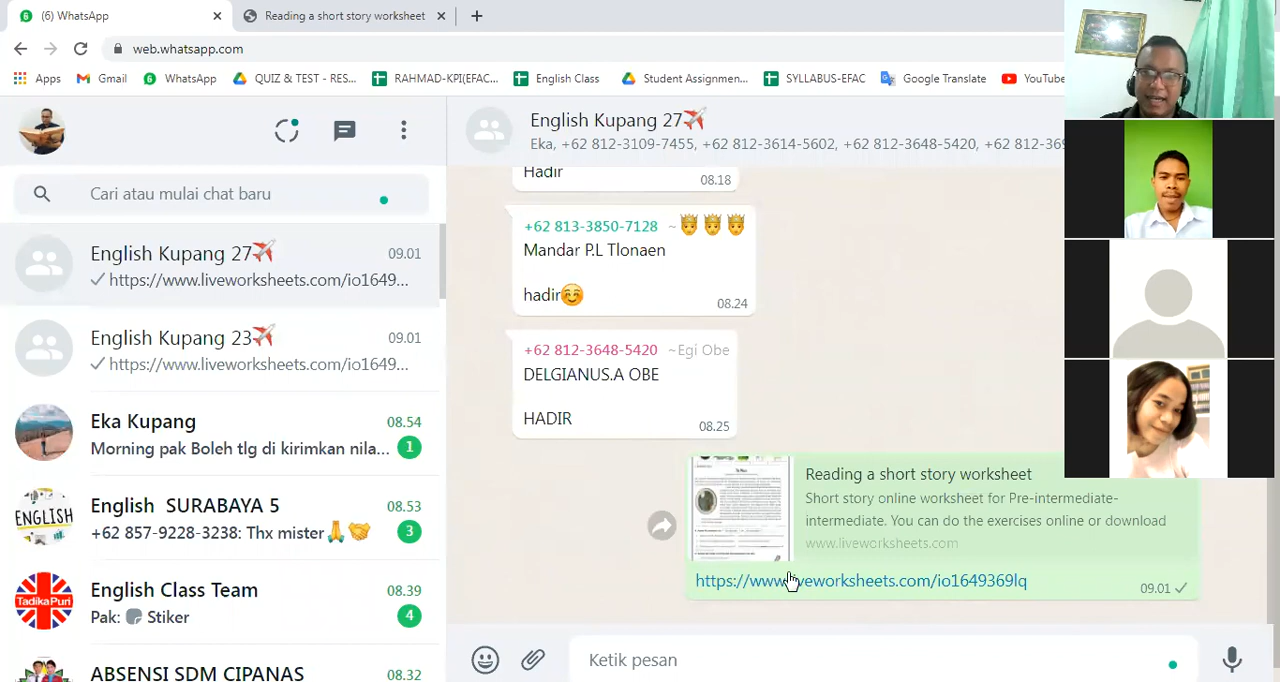 (6) WhatsApp
Reading a short story worksheet
web.whatsapp.com
Apps
Gmail
WhatsApp
QUIZ & TEST - RES...
RAHMAD-KPI(EFAC...
English Class
Student Assignmen...
SYLLABUS-EFAC
Google Translate
YouTube
Cari atau mulai chat baru
English Kupang 27
09.01
https://www.liveworksheets.com/io1649...
English Kupang 23
09.01
https://www.liveworksheets.com/io1649...
Eka Kupang
08.54
Morning pak Boleh tlg di kirimkan nila...
1
ENGLISH
English SURABAYA 5
08.53
+62 857-9228-3238: Thx mister
3
TadikaPuri
English Class Team
08.39
Pak: Stiker
4
ABSENSI SDM CIPANAS
08.32
English Kupang 27
Eka, +62 812-3109-7455, +62 812-3614-5602, +62 812-3648-5420, +62 812-369
Hadir
08.18
+62 813-3850-7128 ~
Mandar P.L Tlonaen
hadir
08.24
+62 812-3648-5420 ~Egi Obe
DELGIANUS.A OBE
HADIR
08.25
Reading a short story worksheet
Short story online worksheet for Pre-intermediate-
intermediate. You can do the exercises online or download
www.liveworksheets.com
https://www.liveworksheets.com/io1649369lq
09.01
Ketik pesan